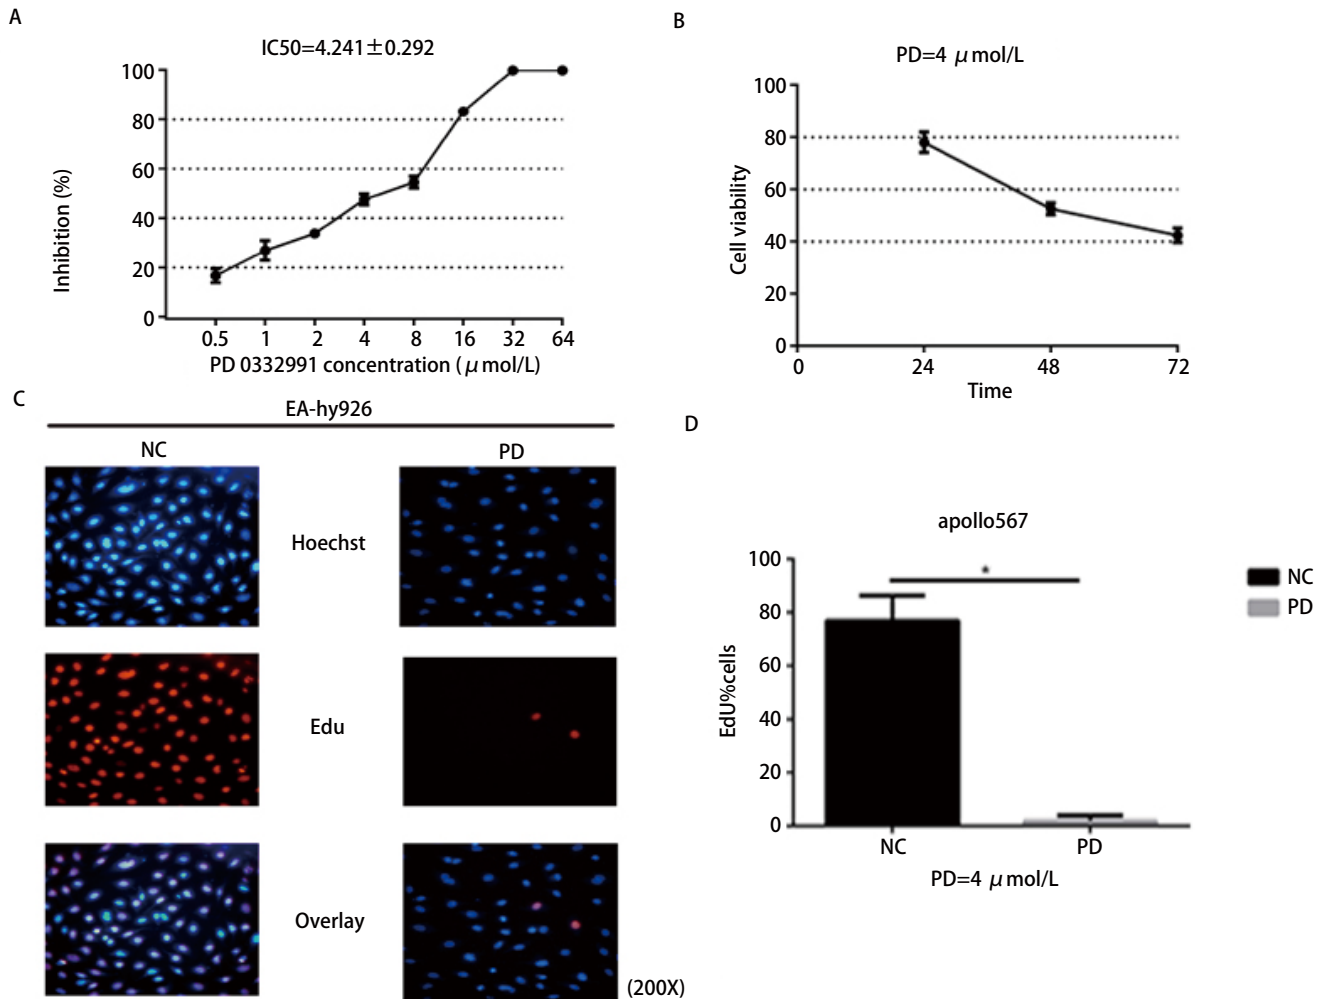 A
IC50=4.241±0.292
100
80
60
40
20
0
Inhibition (%)
0.5 1 2 4 8 16 32 64
PD 0332991 concentration (μmol/L)
B
PD=4 μmol/L
100
80
60
40
20
0
Cell viability
0 24 48 72
Time
C
EA-hy926
NC PD
Hoechst
Edu
Overlay
(200X)
D
apollo567
100
80
60
40
20
0
EdU%cells
*
NC PD
PD=4 μmol/L
NC
PD